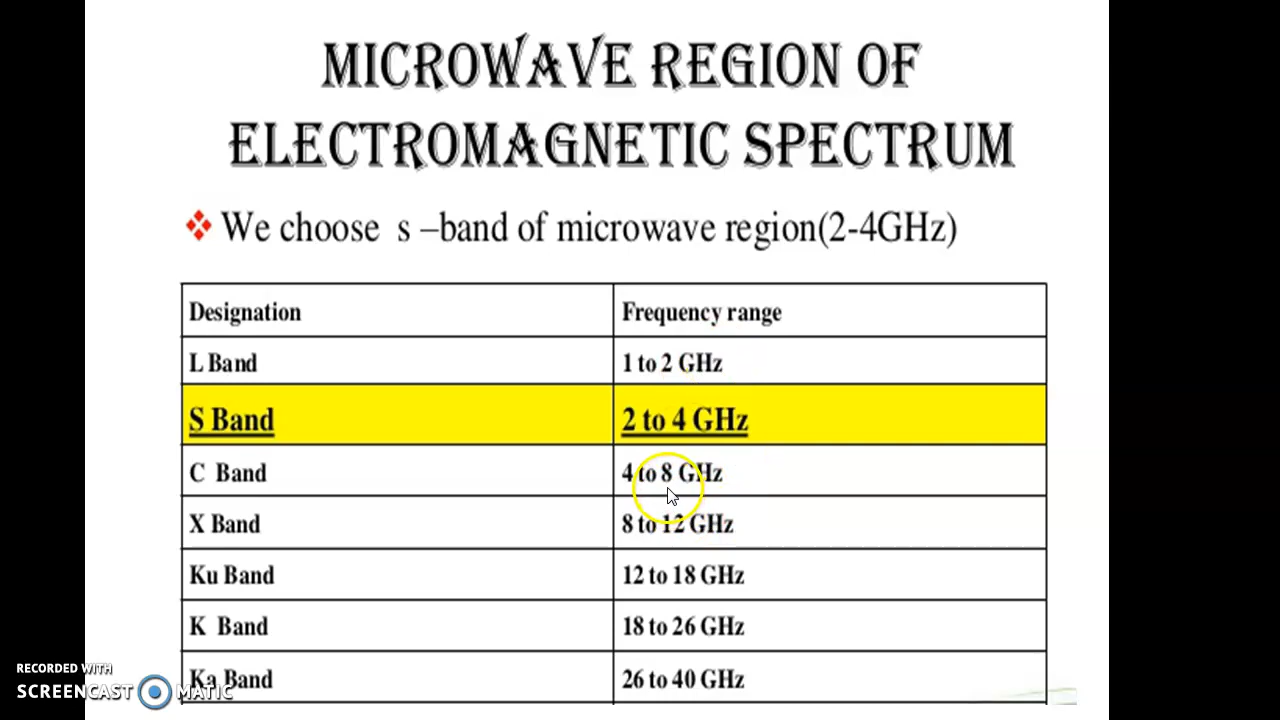 MICROWAVE REGION OF
ELECTROMAGNETIC SPECTRUM
We choose s –band of microwave region(2-4GHz)
Designation Frequency range
L Band 1 to 2 GHz
S Band 2 to 4 GHz
C Band 4 to 8 GHz
X Band 8 to 12 GHz
Ku Band 12 to 18 GHz
K Band 18 to 26 GHz
Ka Band 26 to 40 GHz
RECORDED WITH
SCREENCAST MATIC